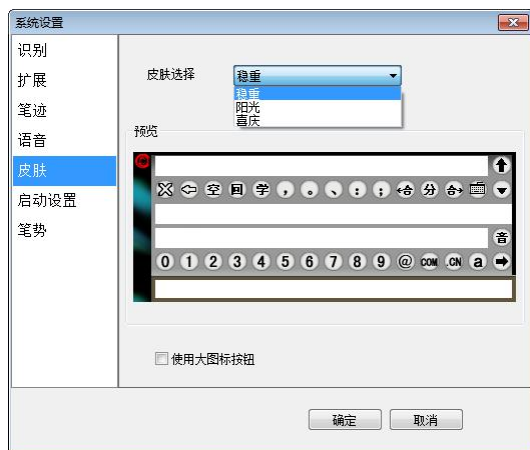 系统设置
识别
扩展
笔迹
语音
皮肤
启动设置
笔势
皮肤选择 稳重
稳重
阳光
喜庆
预览
空 回 学 , 。 、 : ; 合 分 合
音
0 1 2 3 4 5 6 7 8 9 @ COM .CN a
使用大图标按钮
确定 取消